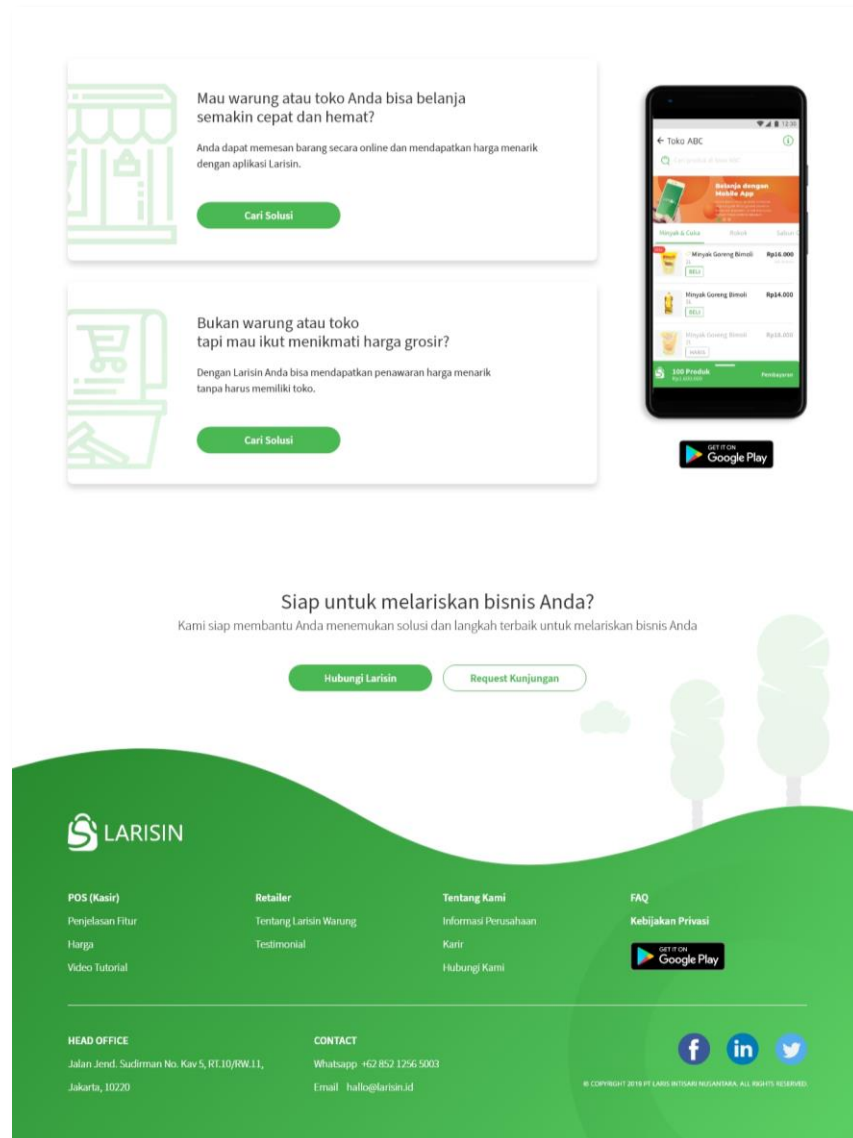 Mau warung atau toko Anda bisa belanja
semakin cepat dan hemat?
Anda dapat memesan barang secara online dan mendapatkan harga menarik
dengan aplikasi Larisin.
Cari Solusi
Bukan warung atau toko
tapi mau ikut menikmati harga grosir?
Dengan Larisin Anda bisa mendapatkan penawaran harga menarik
tanpa harus memiliki toko.
Cari Solusi
12:30
Toko ABC
Belanja dengan
Mobile App
Minyak & Cuka Pokok Sabun
Minyak Goreng Bimoli Rp16.000
BELI
Minyak Goreng Bimoli Rp14.000
BELI
Minyak Goreng Bimoli
HABIS
100 Produk
Pembayaran
GET IT ON
Google Play
Siap untuk melariskan bisnis Anda?
Kami siap membantu Anda menemukan solusi dan langkah terbaik untuk melariskan bisnis Anda
Hubungi Larisin Request Kunjungan
LARISIN
POS (Kasir) Retailer Tentang Kami FAQ
Penjelasan Fitur Tentang Larisin Warung Informasi Perusahaan Kebijakan Privasi
Harga Testimonial Karir
GET IT ON
Google Play
Video Tutorial Hubungi Kami
HEAD OFFICE CONTACT
Jalan Jend. Sudirman No. Kav 5, RT.10/RW.11, Whatsapp +62 852 1256 5003
Jakarta, 10220 Email hallo@larisin.id
© COPYRIGHT 2019 PT LARIS INTISARI NUSANTARA. ALL RIGHTS RESERVED.